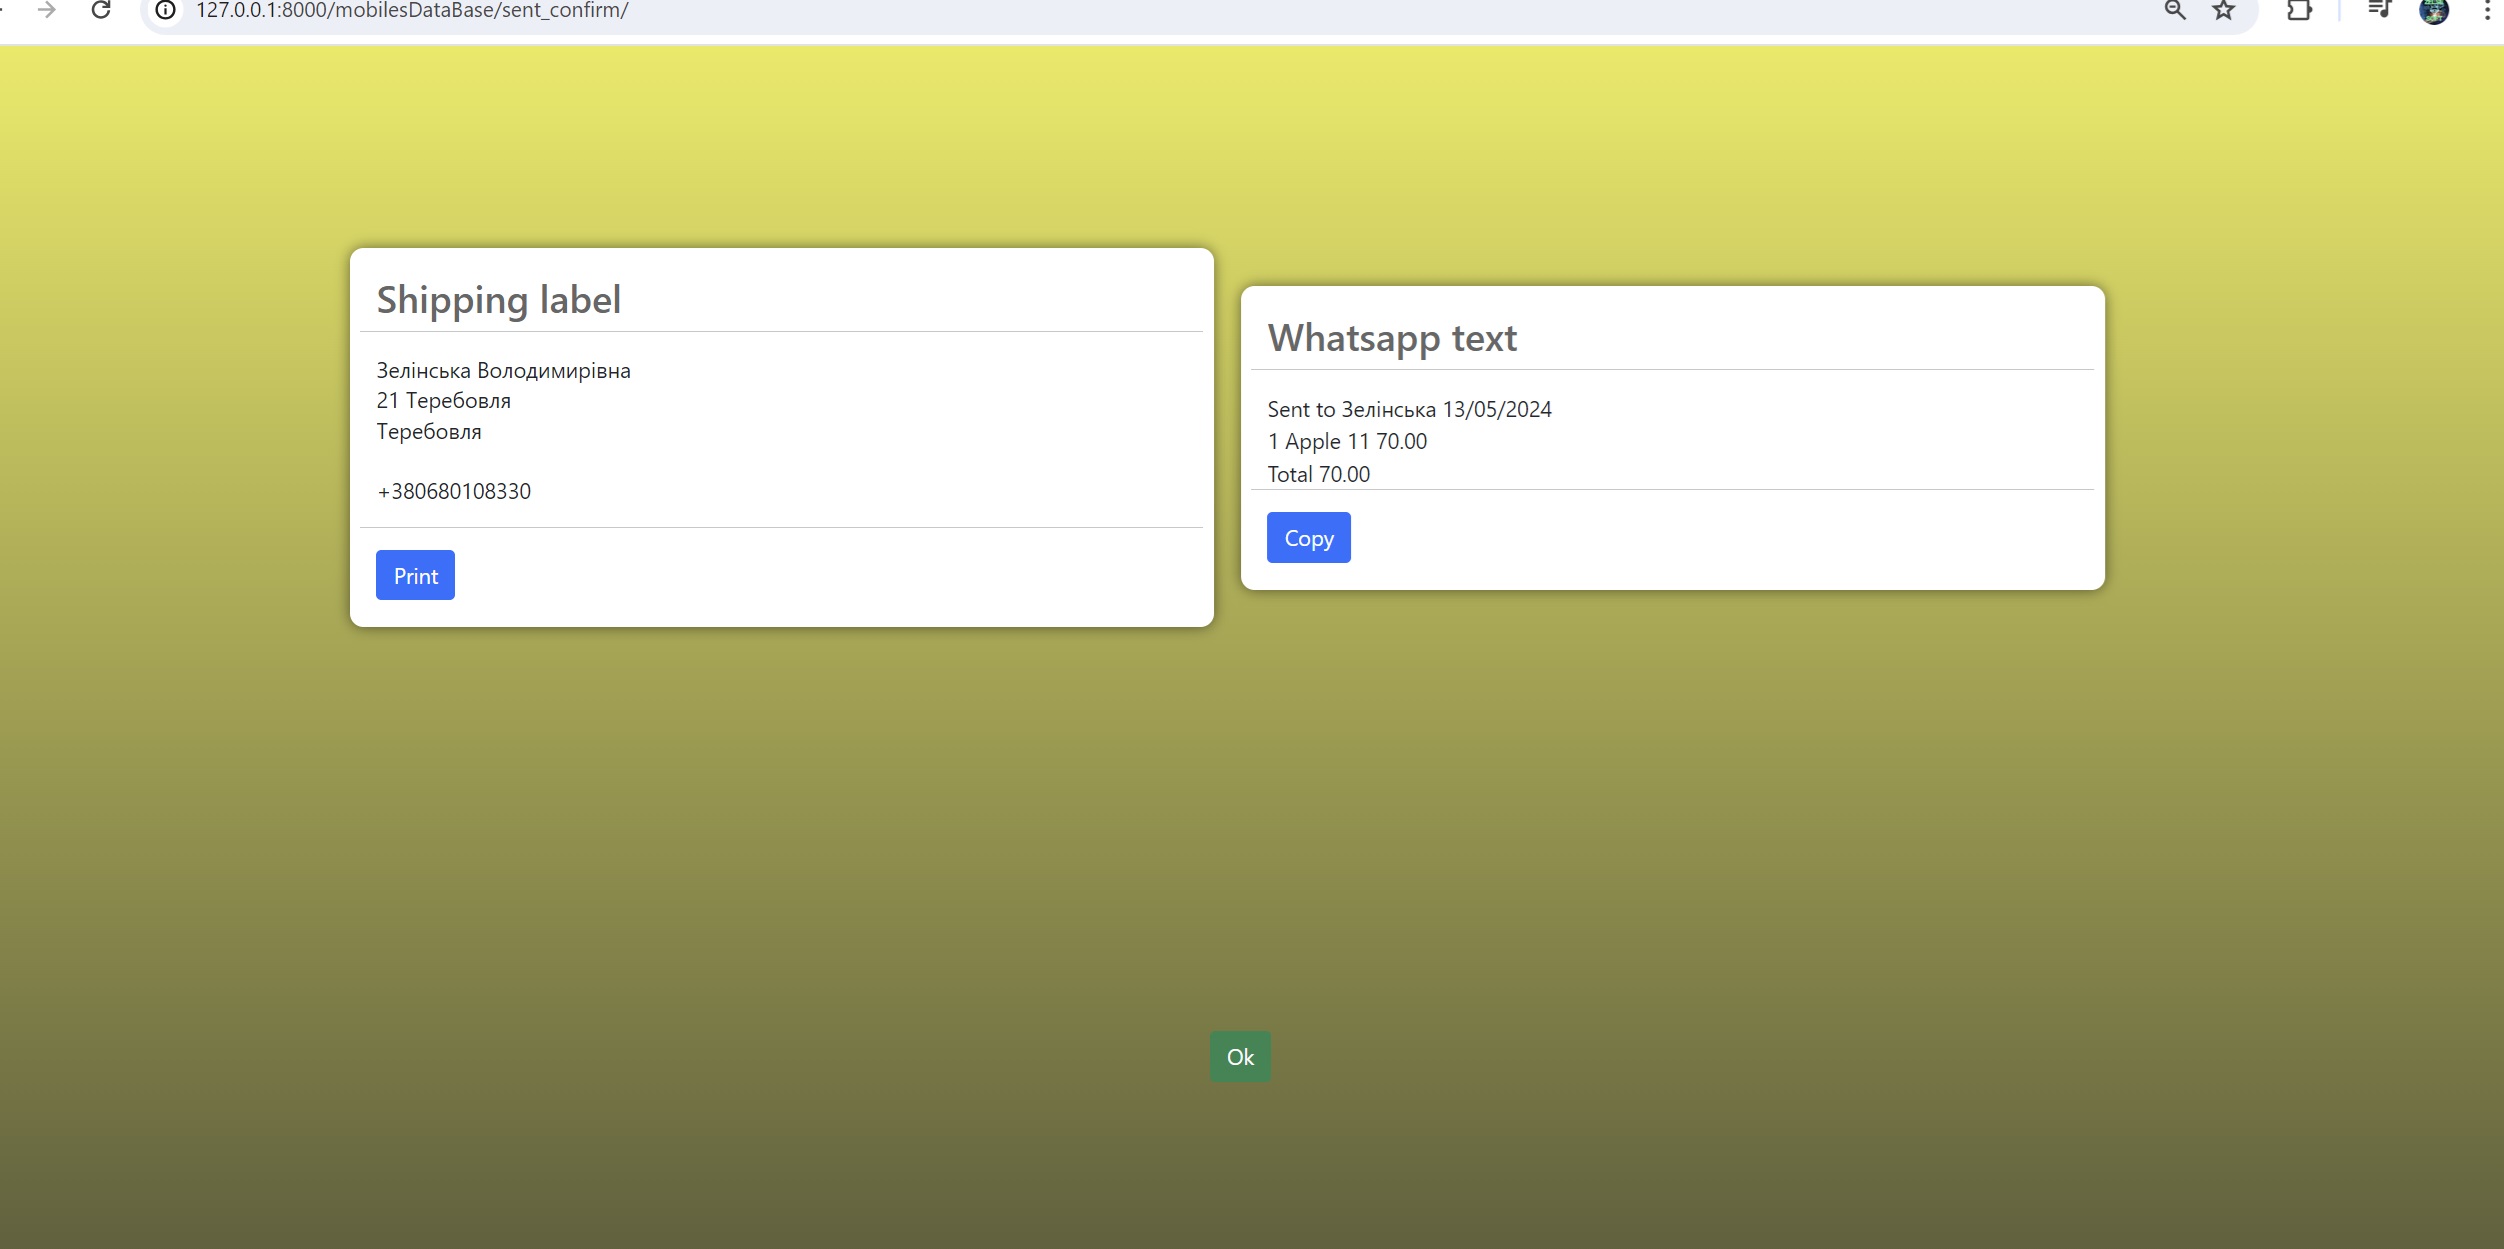 127.0.0.1:8000/mobilesDataBase/sent_confirm/
Shipping label
Зелінська Володимирівна
21 Теребовля
Теребовля
+380680108330
Print
Whatsapp text
Sent to Зелінська 13/05/2024
1 Apple 11 70.00
Total 70.00
Copy
Ok